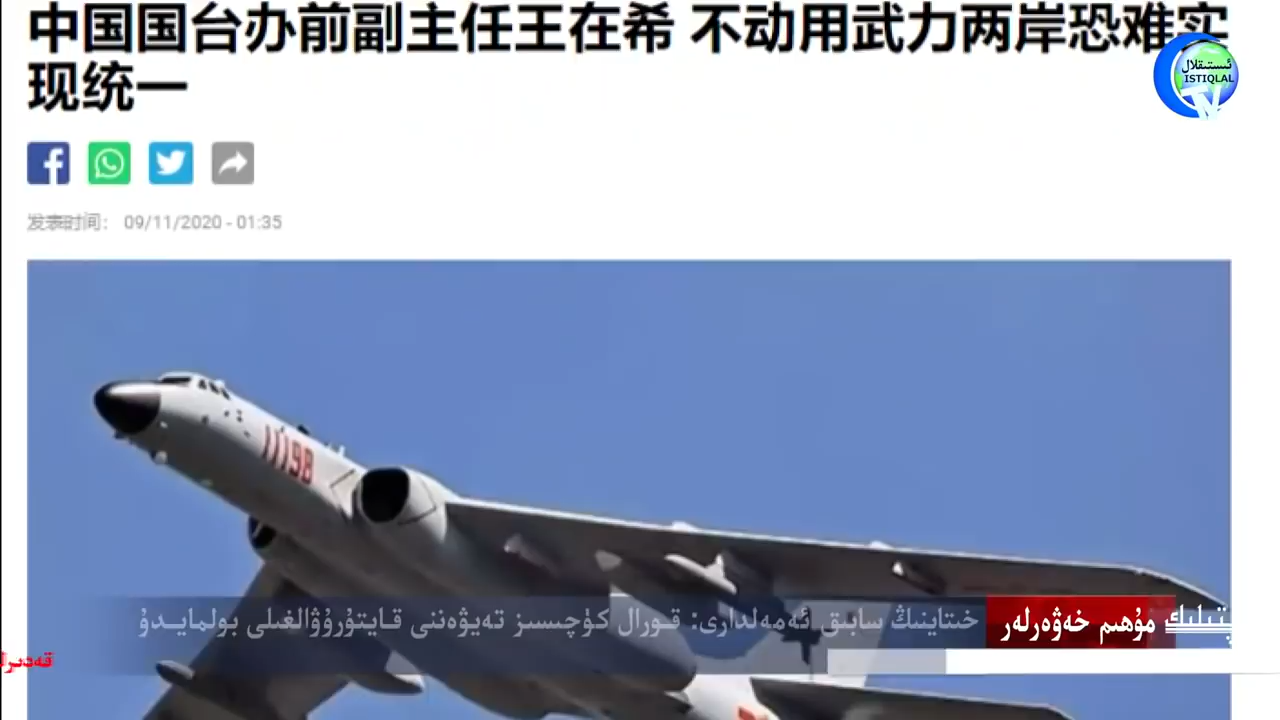 中国国台办前副主任王在希 不动用武力两岸恐难实
现统一
ئىستىقلال
ISTIQLAL
TV
发表时间： 09/11/2020 - 01:35
11198
مۇھىم خەۋەرلەر
خىتاينىڭ سابىق ئەمەلدارى: قورال كۈچىسىز تەيۋەننى قايتۇرۇۋالغىلى بولمايدۇ